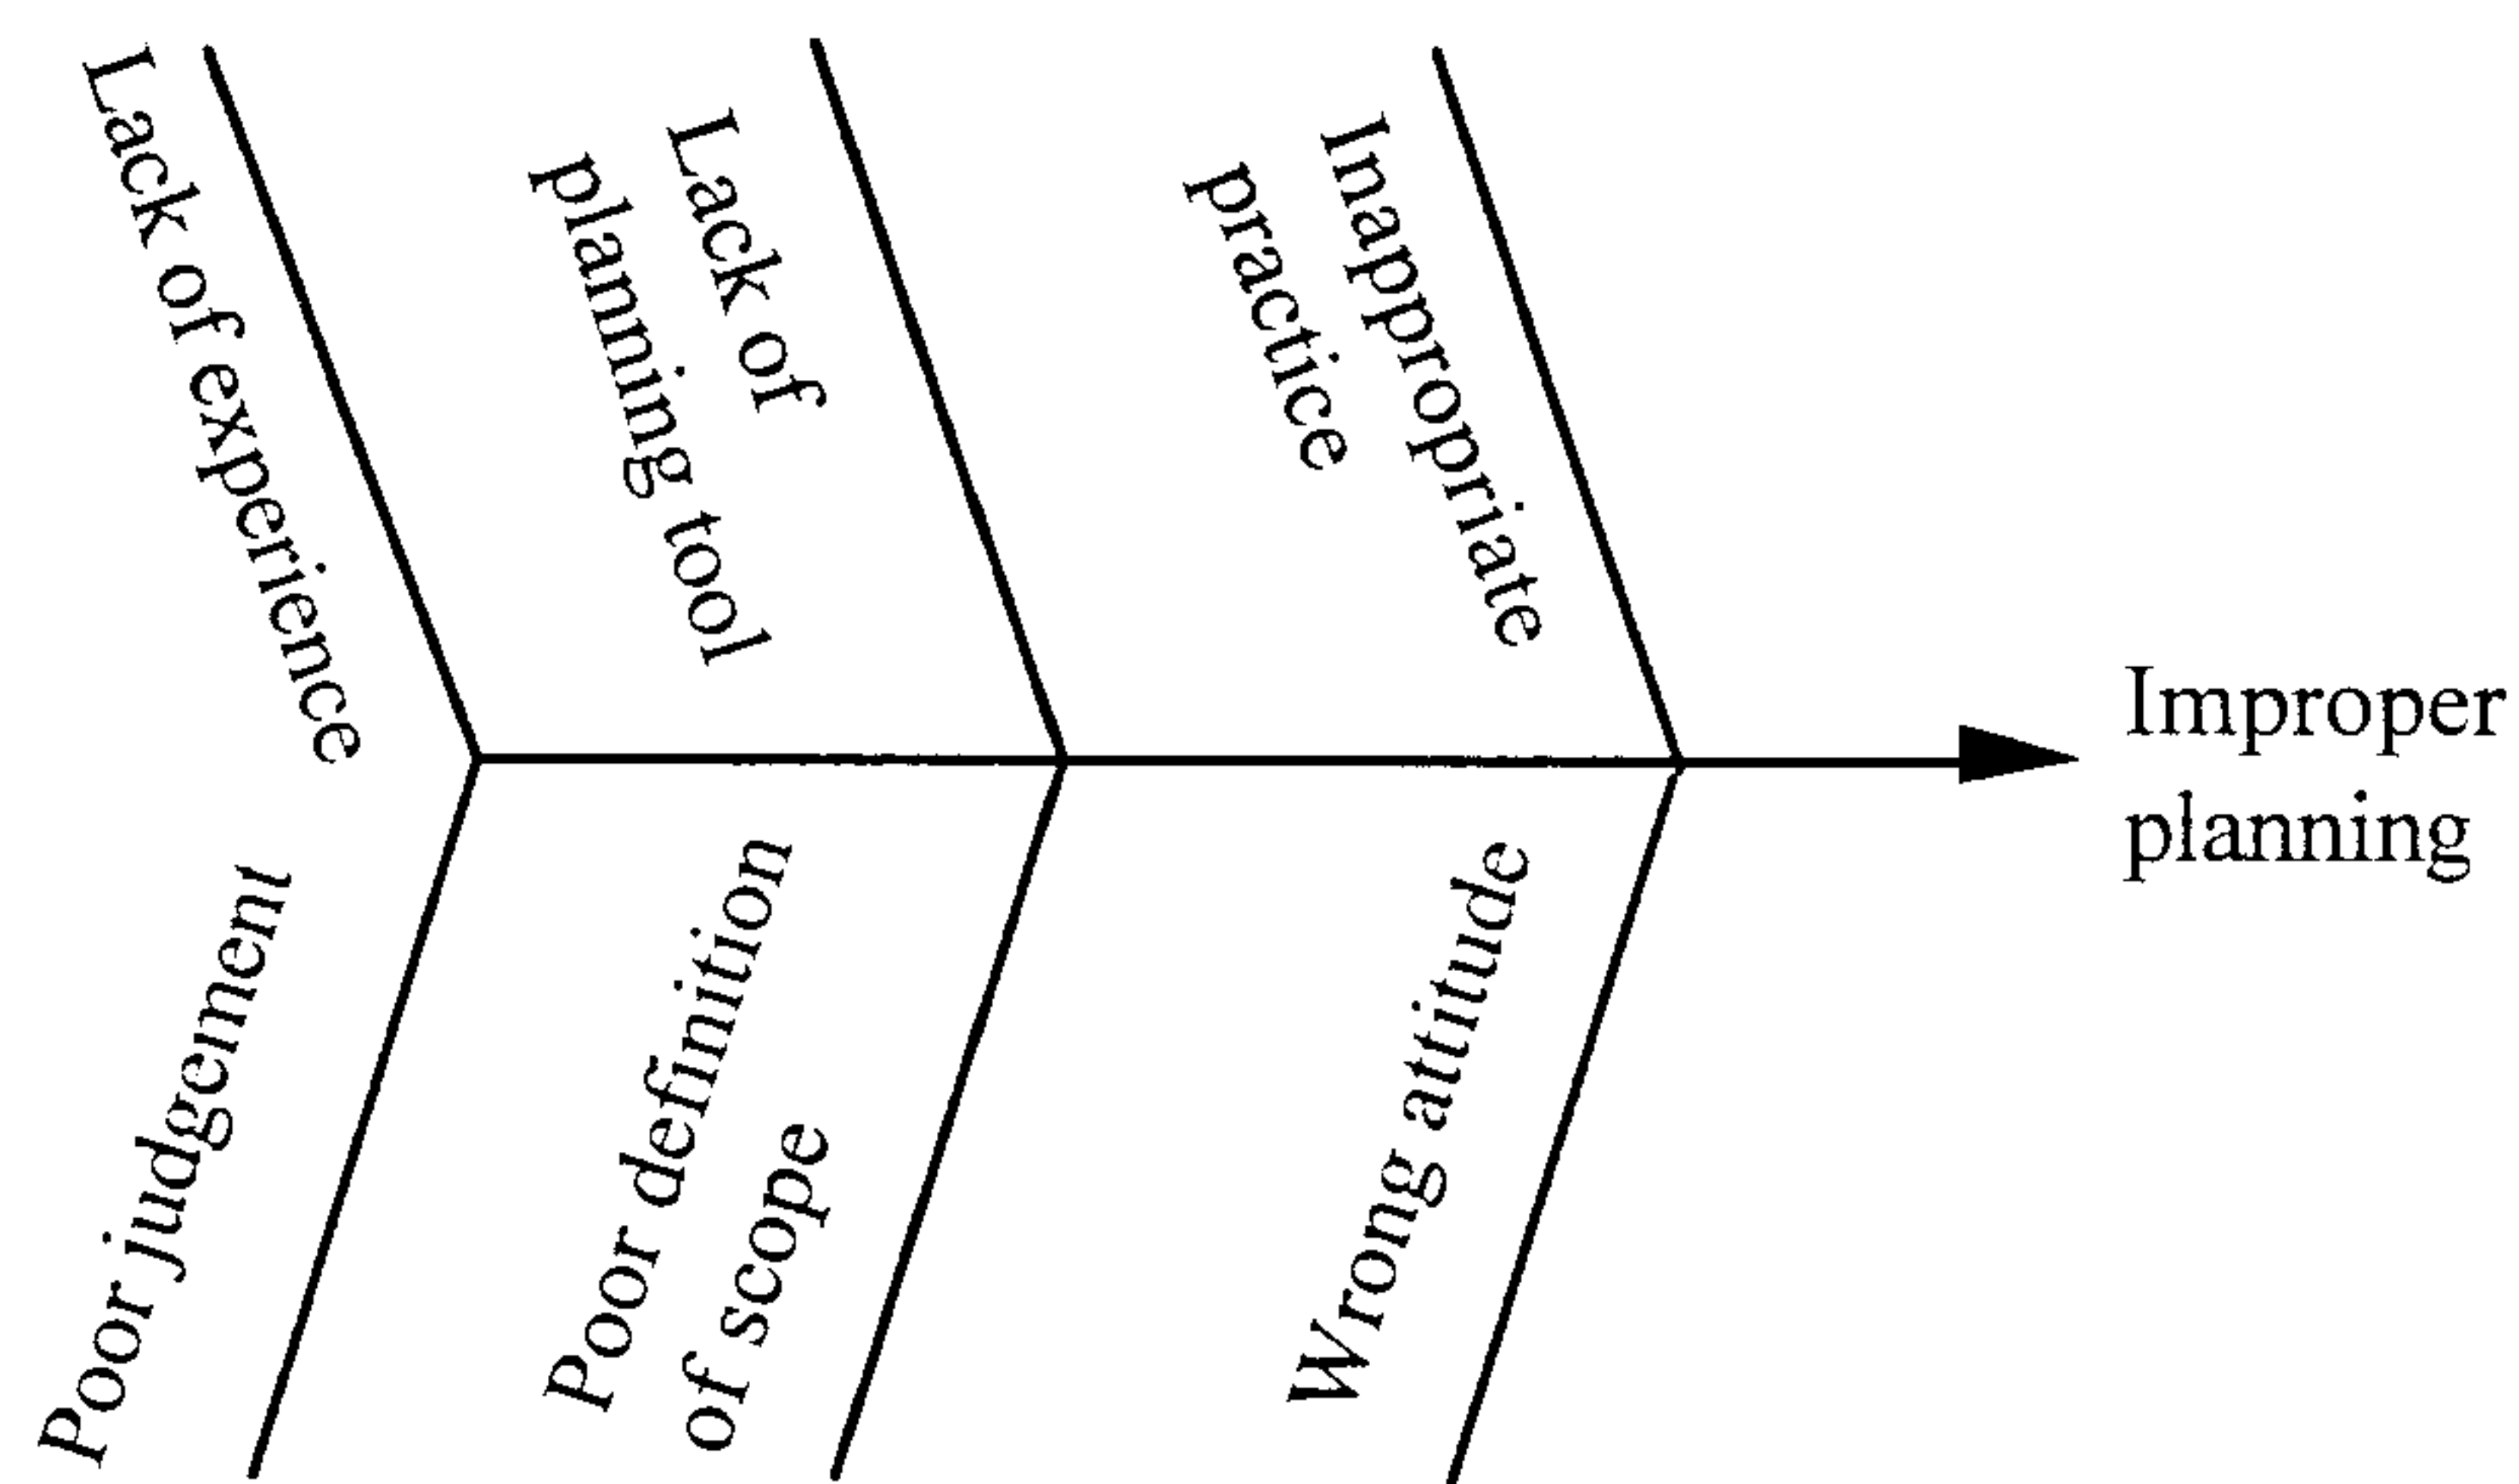 Lack of experience
Lack of
planning tool
Inappropriate
practice
Improper
planning
Poor judgement
Poor definition
of scope
Wrong attitude